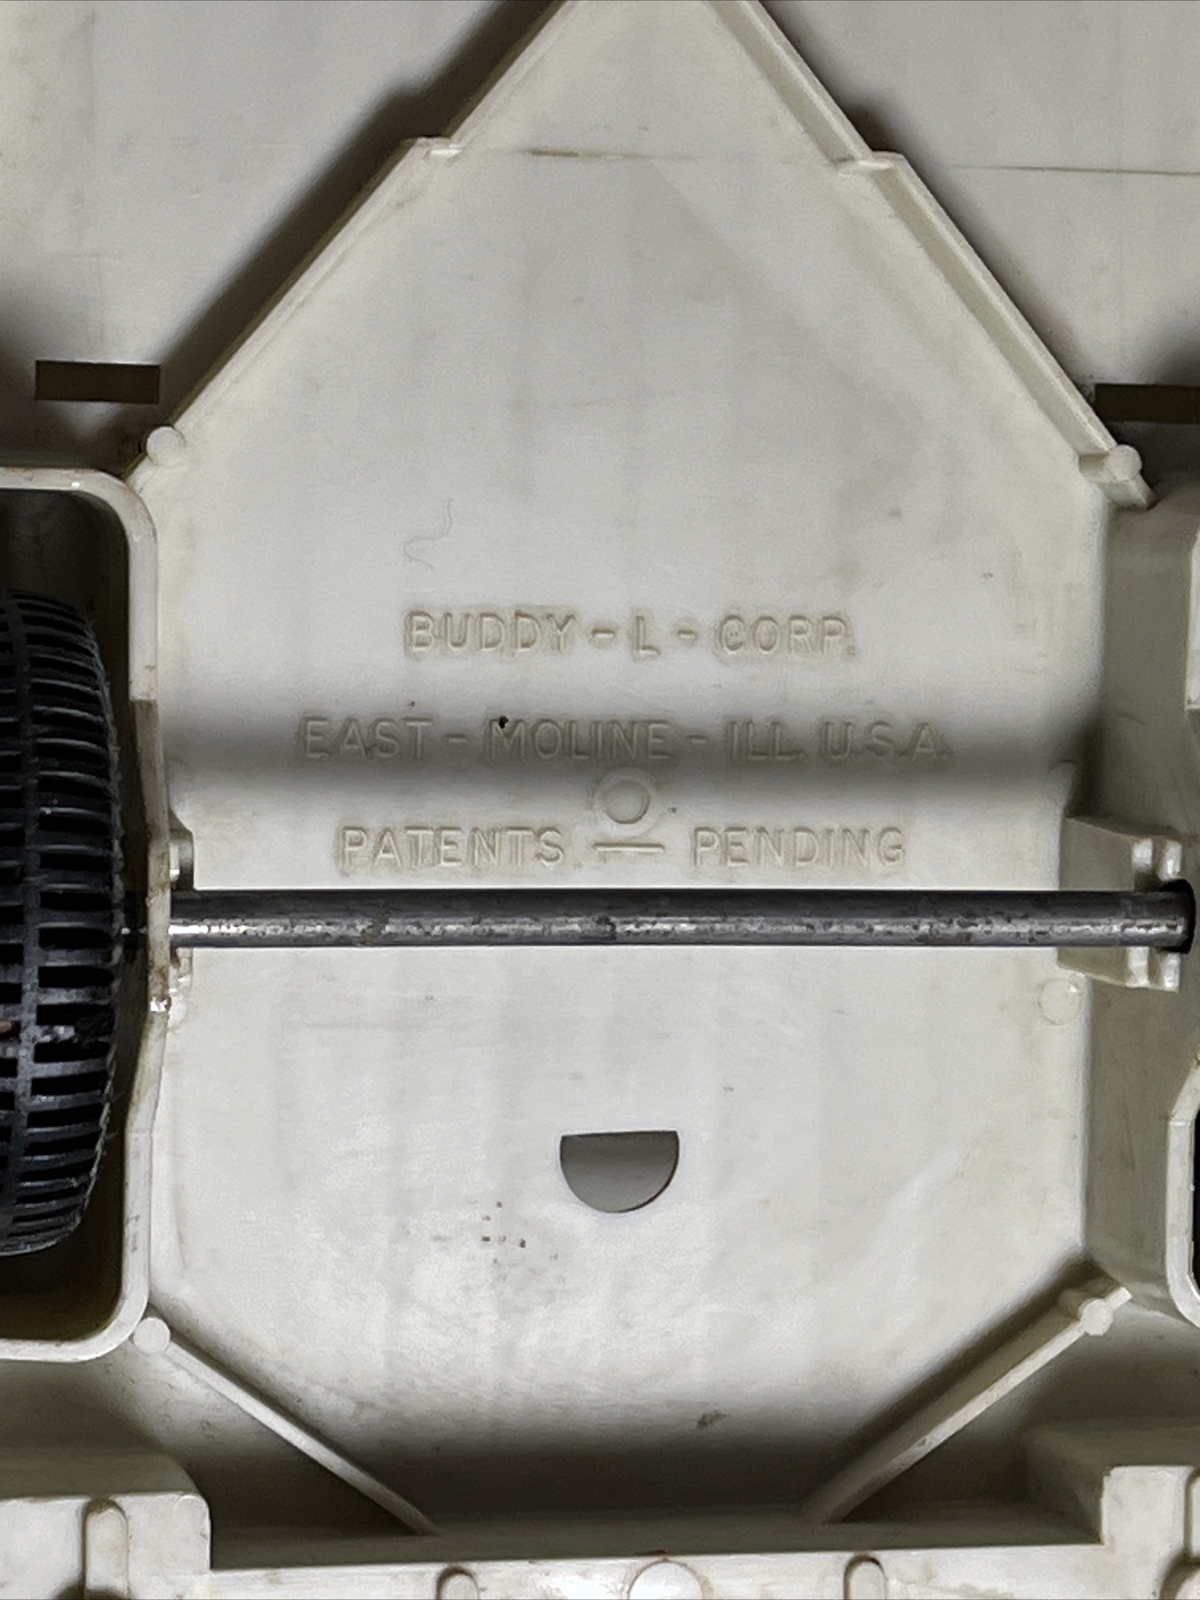 BUDDY - L - CORP.
EAST - MOLINE - ILL. U.S.A.
PATENTS — PENDING